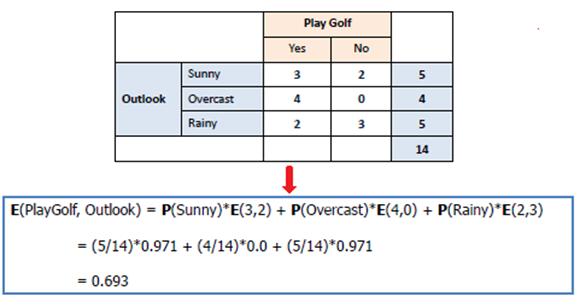 Play Golf
Yes No
Outlook Sunny 3 2 5
Overcast 4 0 4
Rainy 2 3 5
14
E(PlayGolf, Outlook) = P(Sunny)*E(3,2) + P(Overcast)*E(4,0) + P(Rainy)*E(2,3)
= (5/14)*0.971 + (4/14)*0.0 + (5/14)*0.971
= 0.693